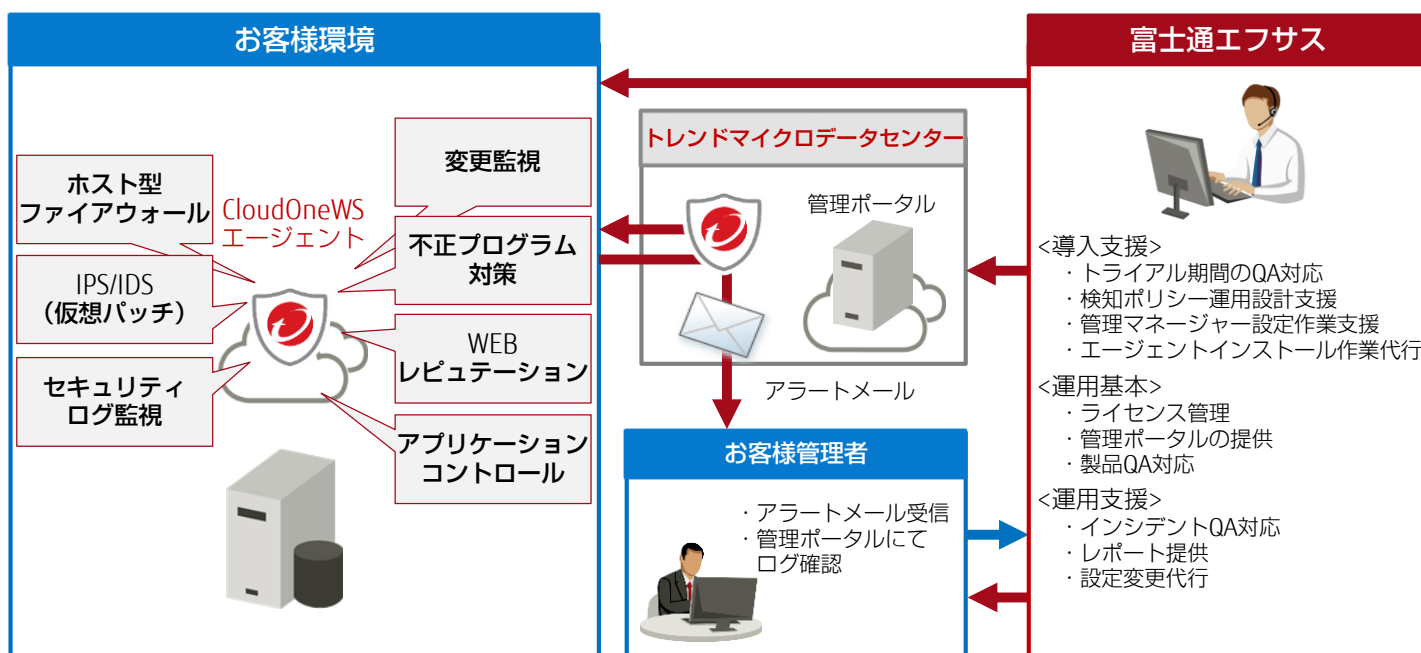 お客様環境
ホスト型
ファイアウォール
CloudOneWS
エージェント
IPS/IDS
（仮想パッチ）
セキュリティ
ログ監視
変更監視
不正プログラム
対策
WEB
レピュテーション
アプリケーション
コントロール
トレンドマイクロデータセンター
管理ポータル
アラートメール
お客様管理者
・アラートメール受信
・管理ポータルにて
ログ確認
富士通エフサス
<導入支援>
・トライアル期間のQA対応
・検知ポリシー運用設計支援
・管理マネージャー設定作業支援
・エージェントインストール作業代行
<運用基本>
・ライセンス管理
・管理ポータルの提供
・製品QA対応
<運用支援>
・インシデントQA対応
・レポート提供
・設定変更代行